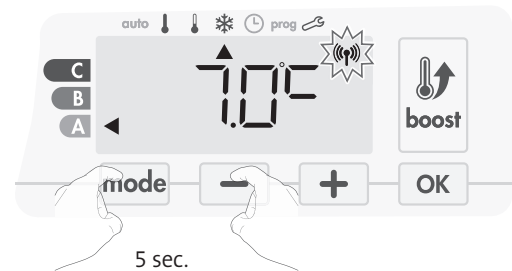 auto prog
C
B
A
7.0°C
boost
mode − + OK
5 sec.